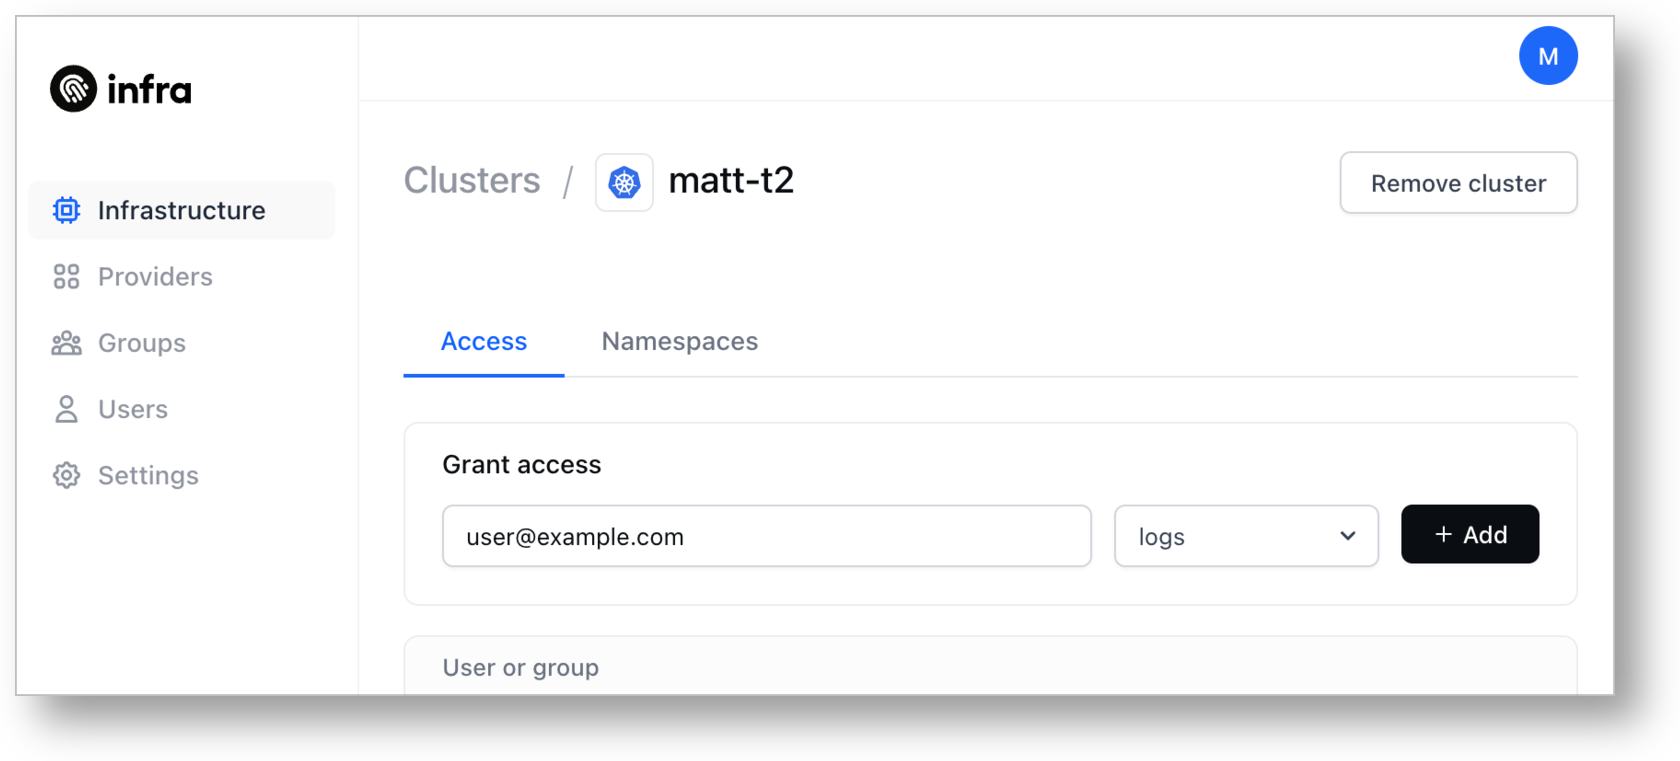 infra
M
Infrastructure
Providers
Groups
Users
Settings
Clusters / matt-t2
Remove cluster
Access Namespaces
Grant access
user@example.com logs + Add
User or group